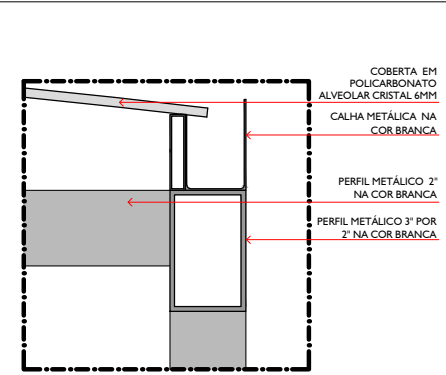 COBERTA EM
POLICARBONATO
ALVEOLAR CRISTAL 6MM
CALHA METÁLICA NA
COR BRANCA
PERFIL METÁLICO 2"
NA COR BRANCA
PERFIL METÁLICO 3" POR
2" NA COR BRANCA